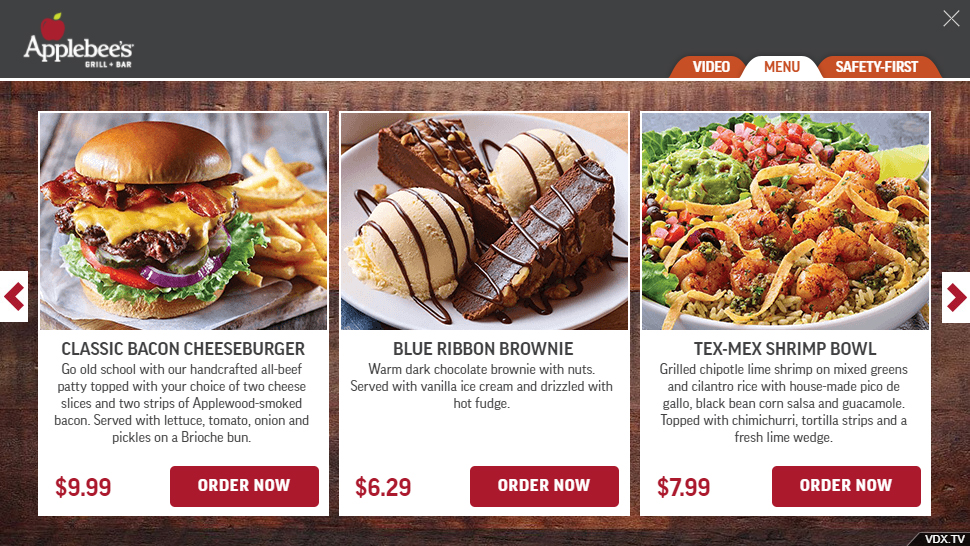 Applebee's
GRILL + BAR
VIDEO
MENU
SAFETY-FIRST
CLASSIC BACON CHEESEBURGER
Go old school with our handcrafted all-beef
patty topped with your choice of two cheese
slices and two strips of Applewood-smoked
bacon. Served with lettuce, tomato, onion and
pickles on a Brioche bun.
$9.99
ORDER NOW
BLUE RIBBON BROWNIE
Warm dark chocolate brownie with nuts.
Served with vanilla ice cream and drizzled with
hot fudge.
$6.29
ORDER NOW
TEX-MEX SHRIMP BOWL
Grilled chipotle lime shrimp on mixed greens
and cilantro rice with house-made pico de
gallo, black bean corn salsa and guacamole.
Topped with chimichurri, tortilla strips and a
fresh lime wedge.
$7.99
ORDER NOW
VDX.TV